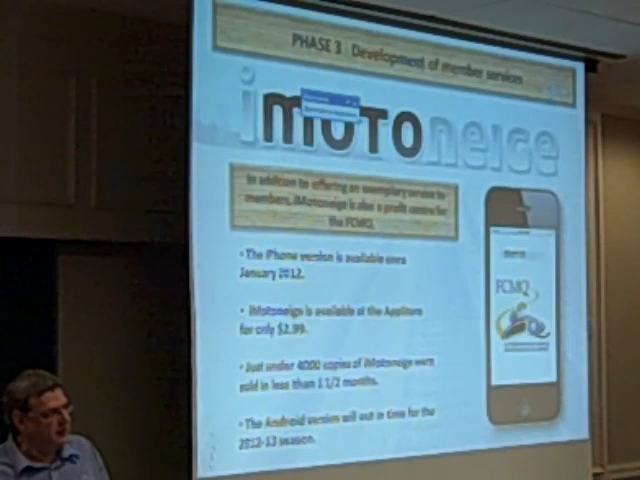 PHASE 3 : Development of member services
iMOTOneige
In addition to offering an exemplary service to
members, iMotoneige is also a profit centre for
the FCMQ.
• The iPhone version is available since
January 2012.
• iMotoneige is available at the AppStore
for only $2.99.
• Just under 4000 copies of iMotoneige were
sold in less than 1 1/2 months.
• The Android version will out in time for the
2012-13 season.
FCMQ